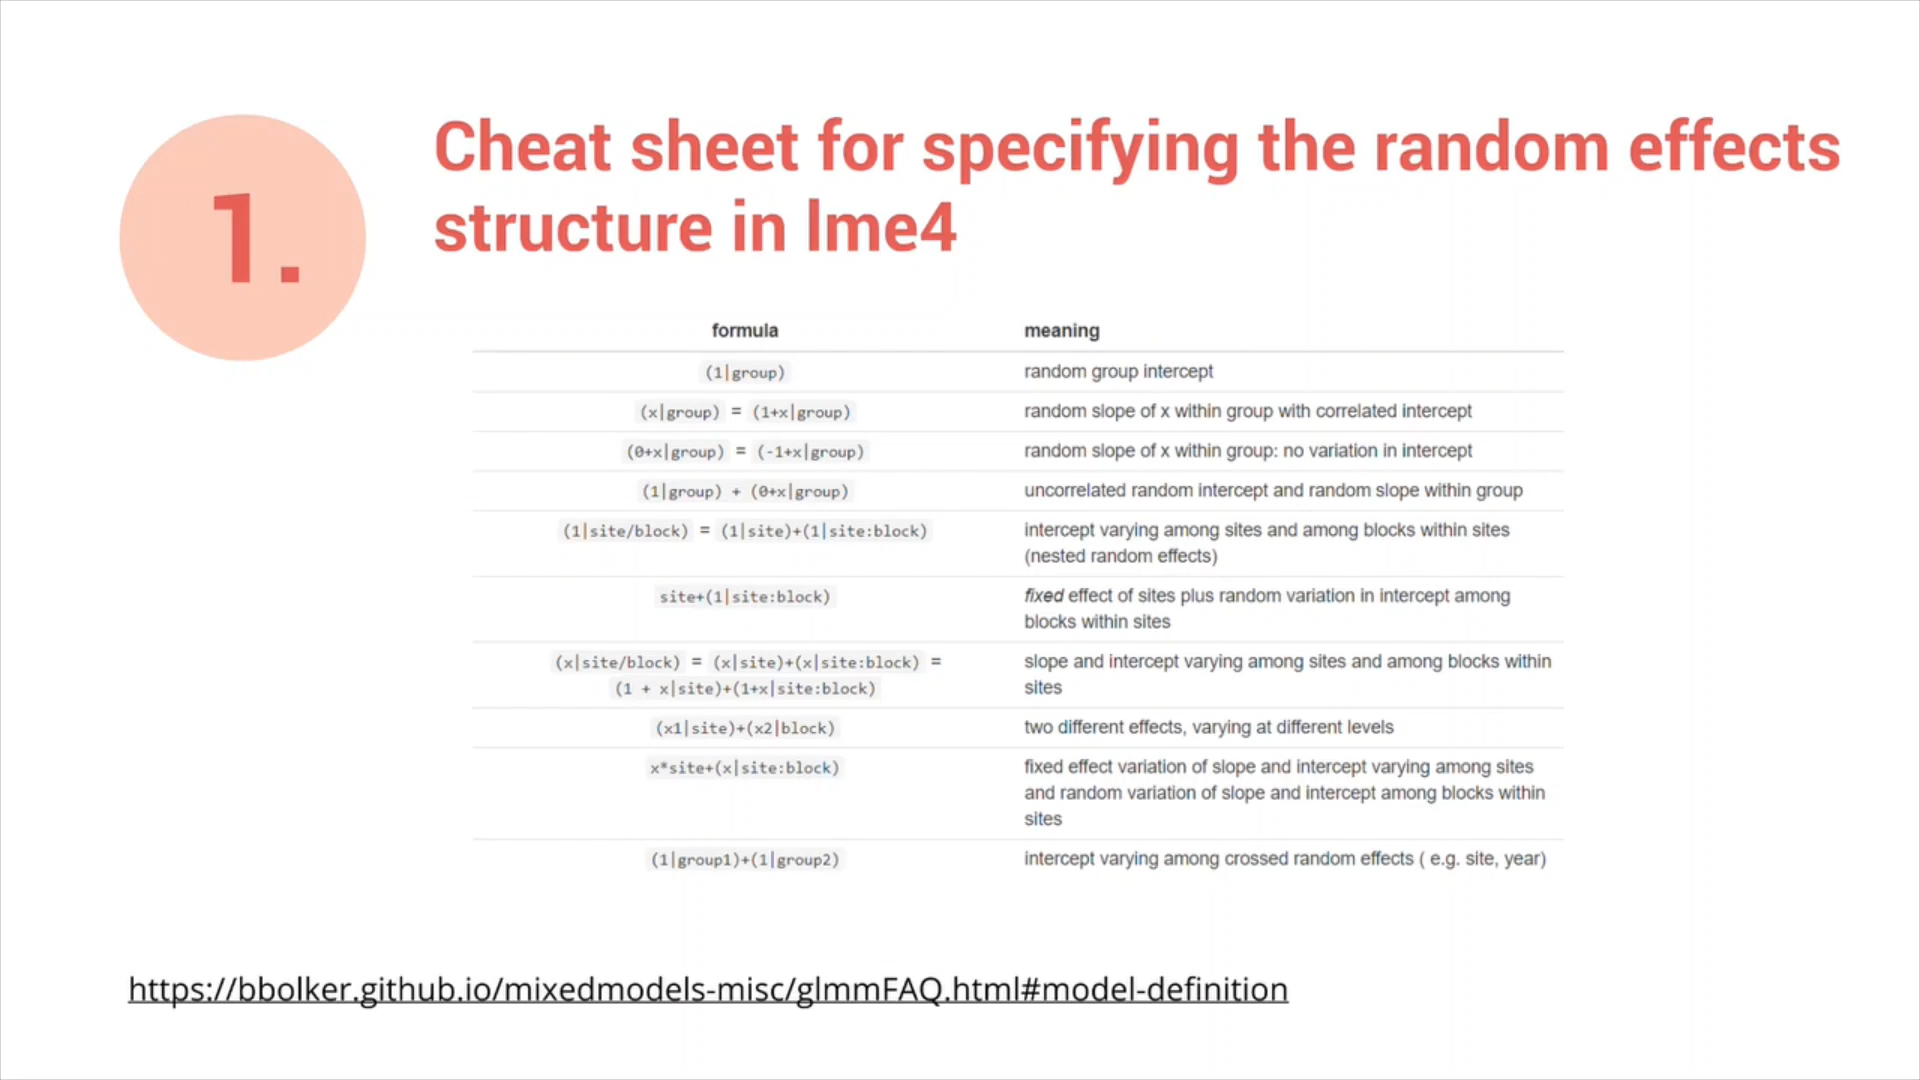 1.
Cheat sheet for specifying the random effects
structure in lme4
formula meaning
(1|group) random group intercept
(x|group) = (1+x|group) random slope of x within group with correlated intercept
(0+x|group) = (-1+x|group) random slope of x within group: no variation in intercept
(1|group) + (0+x|group) uncorrelated random intercept and random slope within group
(1|site/block) = (1|site)+(1|site:block) intercept varying among sites and among blocks within sites
(nested random effects)
site+(1|site:block) fixed effect of sites plus random variation in intercept among
blocks within sites
(x|site/block) = (x|site)+(x|site:block) = slope and intercept varying among sites and among blocks within
(1 + x|site)+(1+x|site:block) sites
(x1|site)+(x2|block) two different effects, varying at different levels
x*site+(x|site:block) fixed effect variation of slope and intercept varying among sites
and random variation of slope and intercept among blocks within
sites
(1|group1)+(1|group2) intercept varying among crossed random effects ( e.g. site, year)
https://bbolker.github.io/mixedmodels-misc/glmmFAQ.html#model-definition